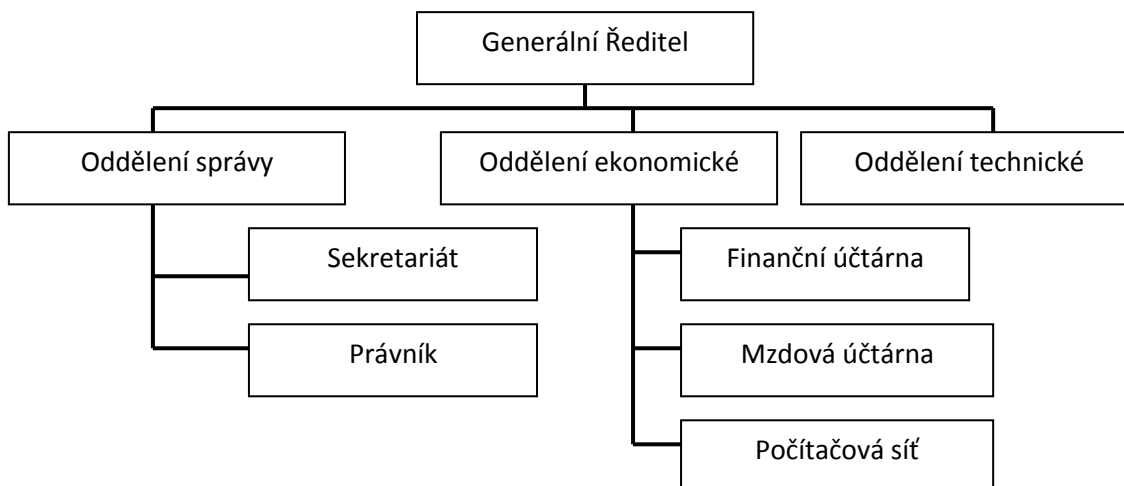 Generální Ředitel
Oddělení správy
Oddělení ekonomické
Oddělení technické
Sekretariát
Finanční účtárna
Právník
Mzdová účtárna
Počítačová síť